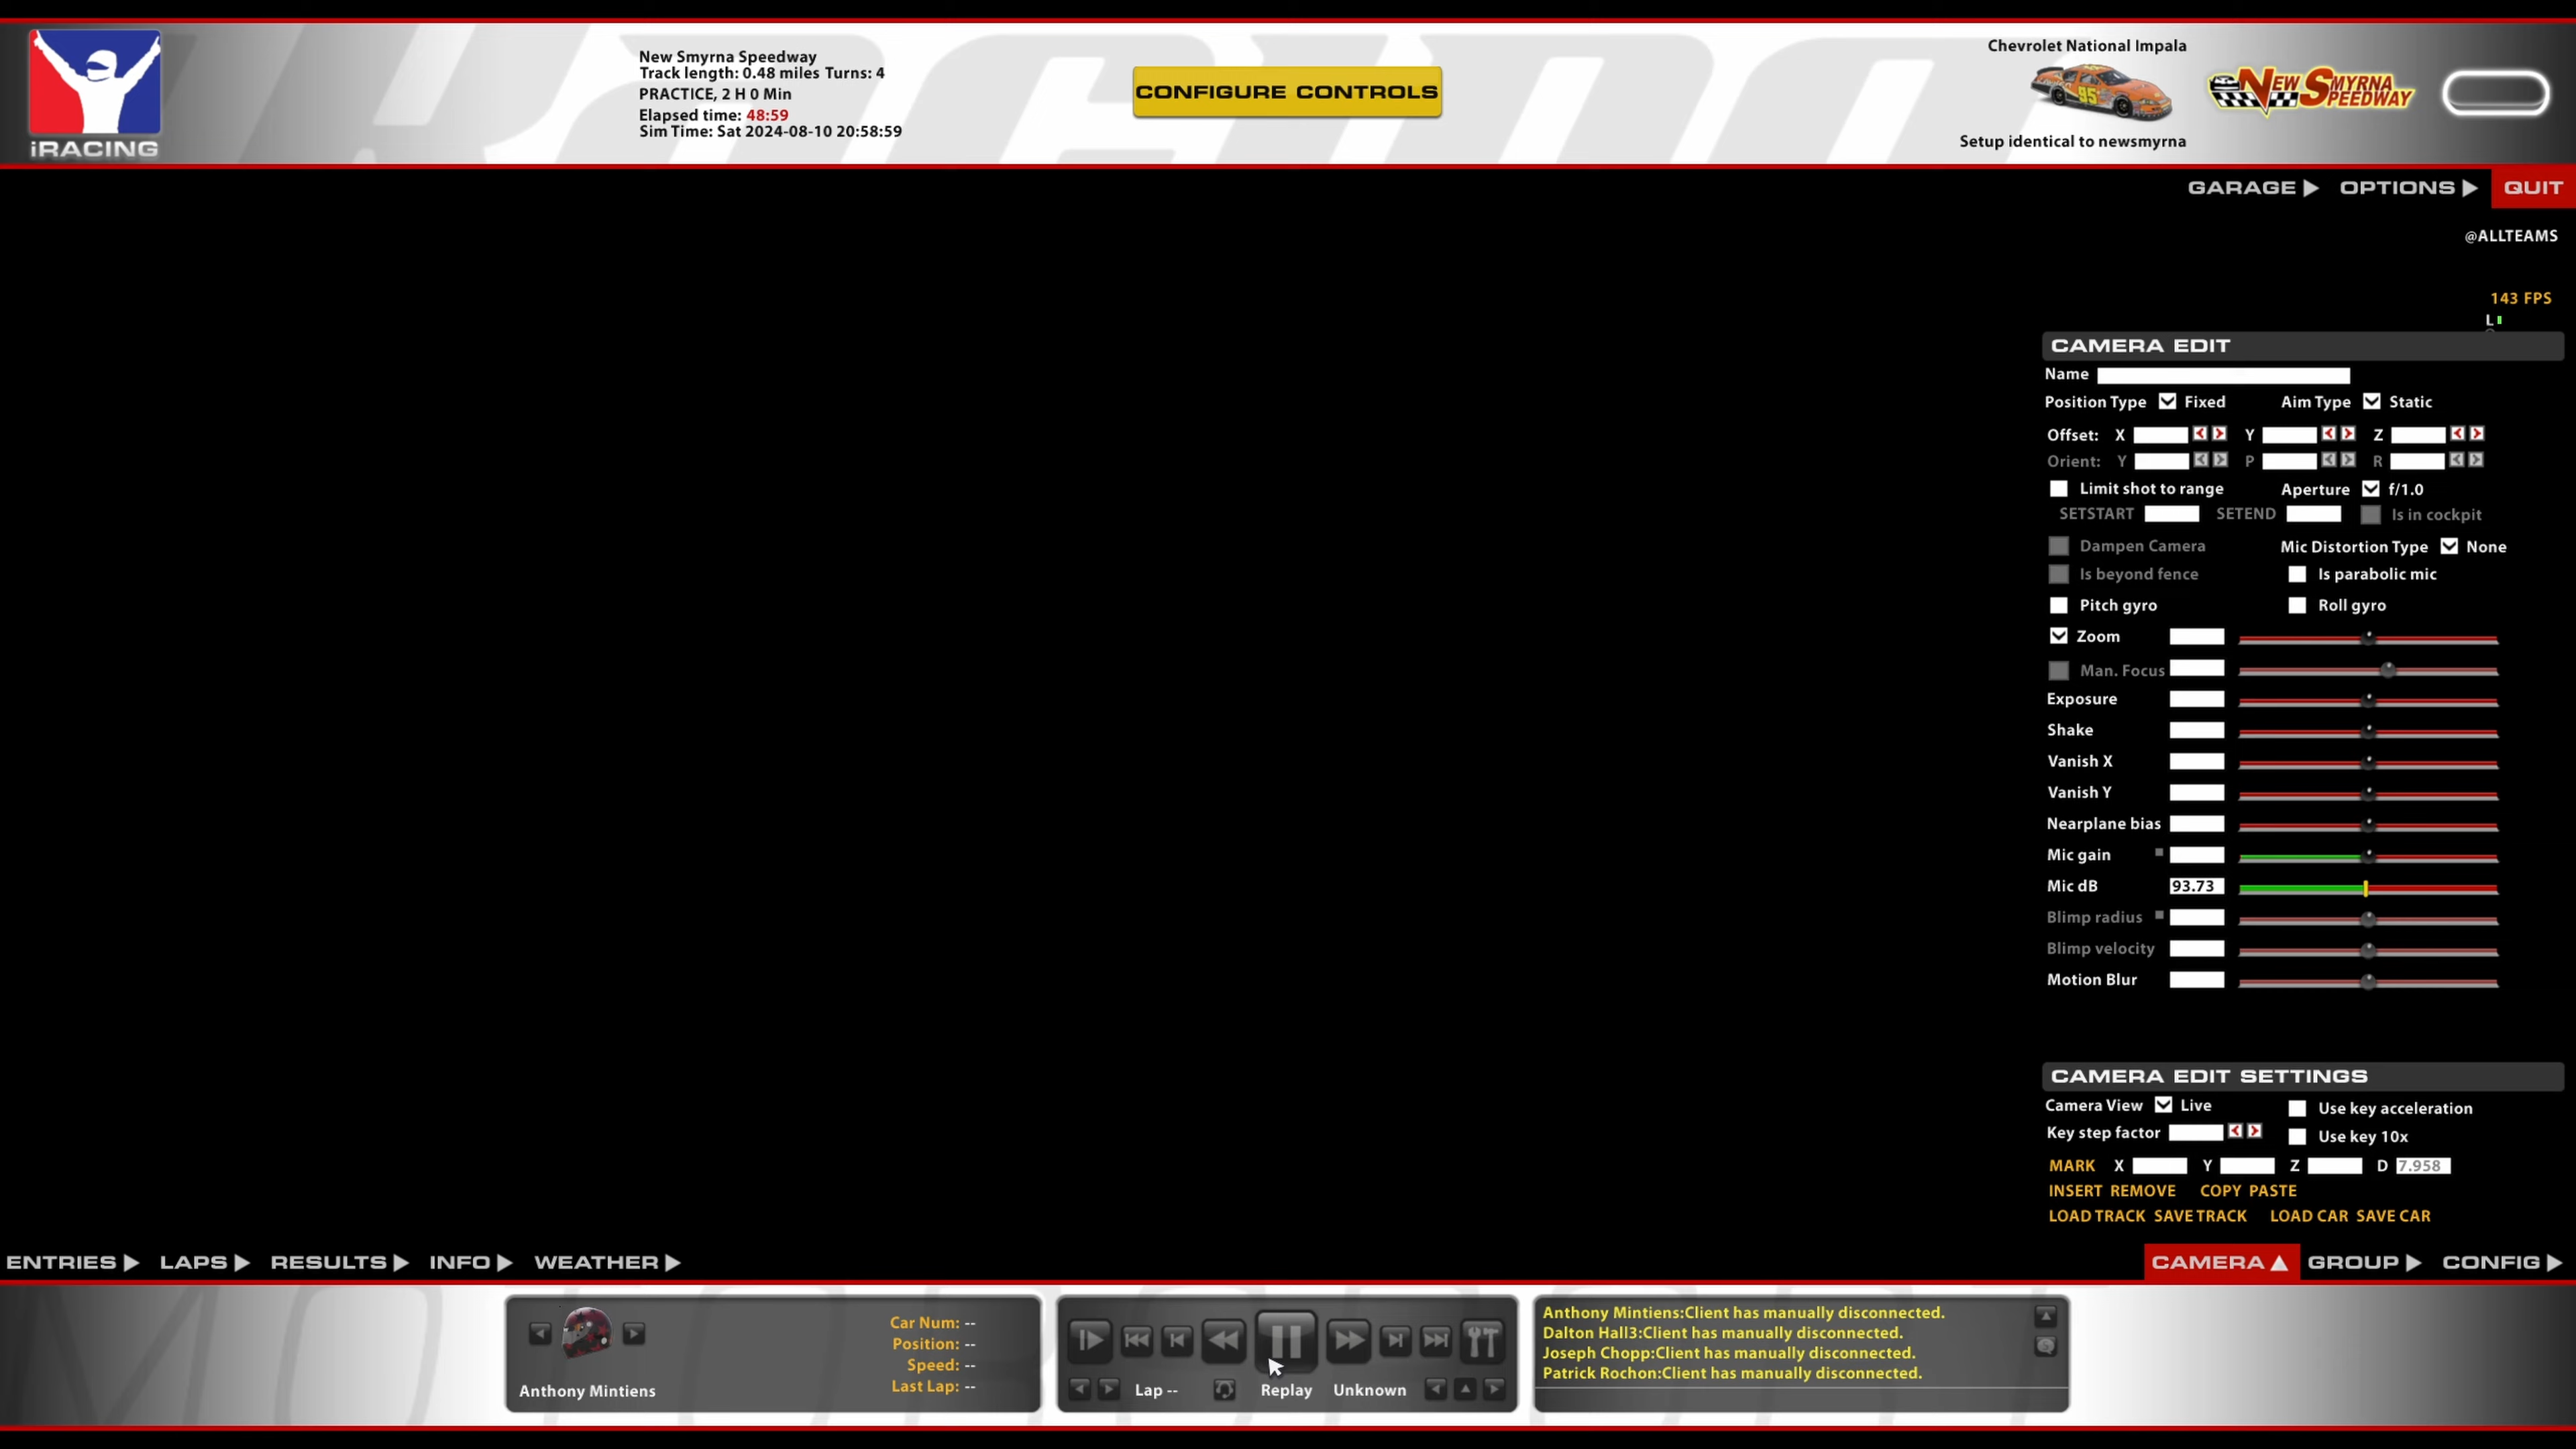 iRACING
New Smyrna Speedway
Track length: 0.48 miles Turns: 4
PRACTICE, 2 H 0 Min
Elapsed time: 48:59
Sim Time: Sat 2024-08-10 20:58:59
CONFIGURE CONTROLS
Chevrolet National Impala
95
Setup identical to newsmyrna
NEW SMYRNA SPEEDWAY
GARAGE OPTIONS QUIT
@ALLTEAMS
143 FPS
L
CAMERA EDIT
Name
Position Type Fixed Aim Type Static
Offset: X Y Z
Orient: Y P R
Limit shot to range Aperture f/1.0
SETSTART SETEND Is in cockpit
Dampen Camera Mic Distortion Type None
Is beyond fence Is parabolic mic
Pitch gyro Roll gyro
Zoom
Man. Focus
Exposure
Shake
Vanish X
Vanish Y
Nearplane bias
Mic gain
Mic dB 93.73
Blimp radius
Blimp velocity
Motion Blur
CAMERA EDIT SETTINGS
Camera View Live Use key acceleration
Key step factor Use key 10x
MARK X Y Z D 7.958
INSERT REMOVE COPY PASTE
LOAD TRACK SAVE TRACK LOAD CAR SAVE CAR
ENTRIES LAPS RESULTS INFO WEATHER CAMERA GROUP CONFIG
Anthony Mintiens
Car Num: --
Position: --
Speed: --
Last Lap: --
Lap -- Replay Unknown
Anthony Mintiens:Client has manually disconnected.
Dalton Hall3:Client has manually disconnected.
Joseph Chopp:Client has manually disconnected.
Patrick Rochon:Client has manually disconnected.